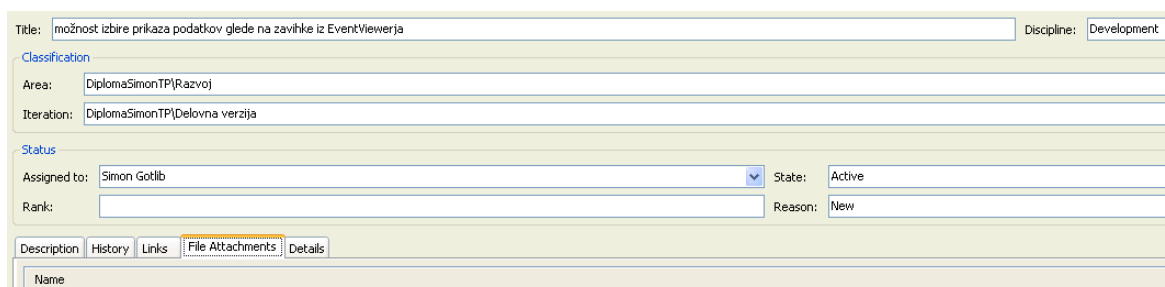 Title: možnost izbire prikaza podatkov glede na zavihke iz EventViewerja Discipline: Development
Classification
Area: DiplomaSimonTP\Razvoj
Iteration: DiplomaSimonTP\Delovna verzija
Status
Assigned to: Simon Gotlib State: Active
Rank: Reason: New
Description History Links File Attachments Details
Name